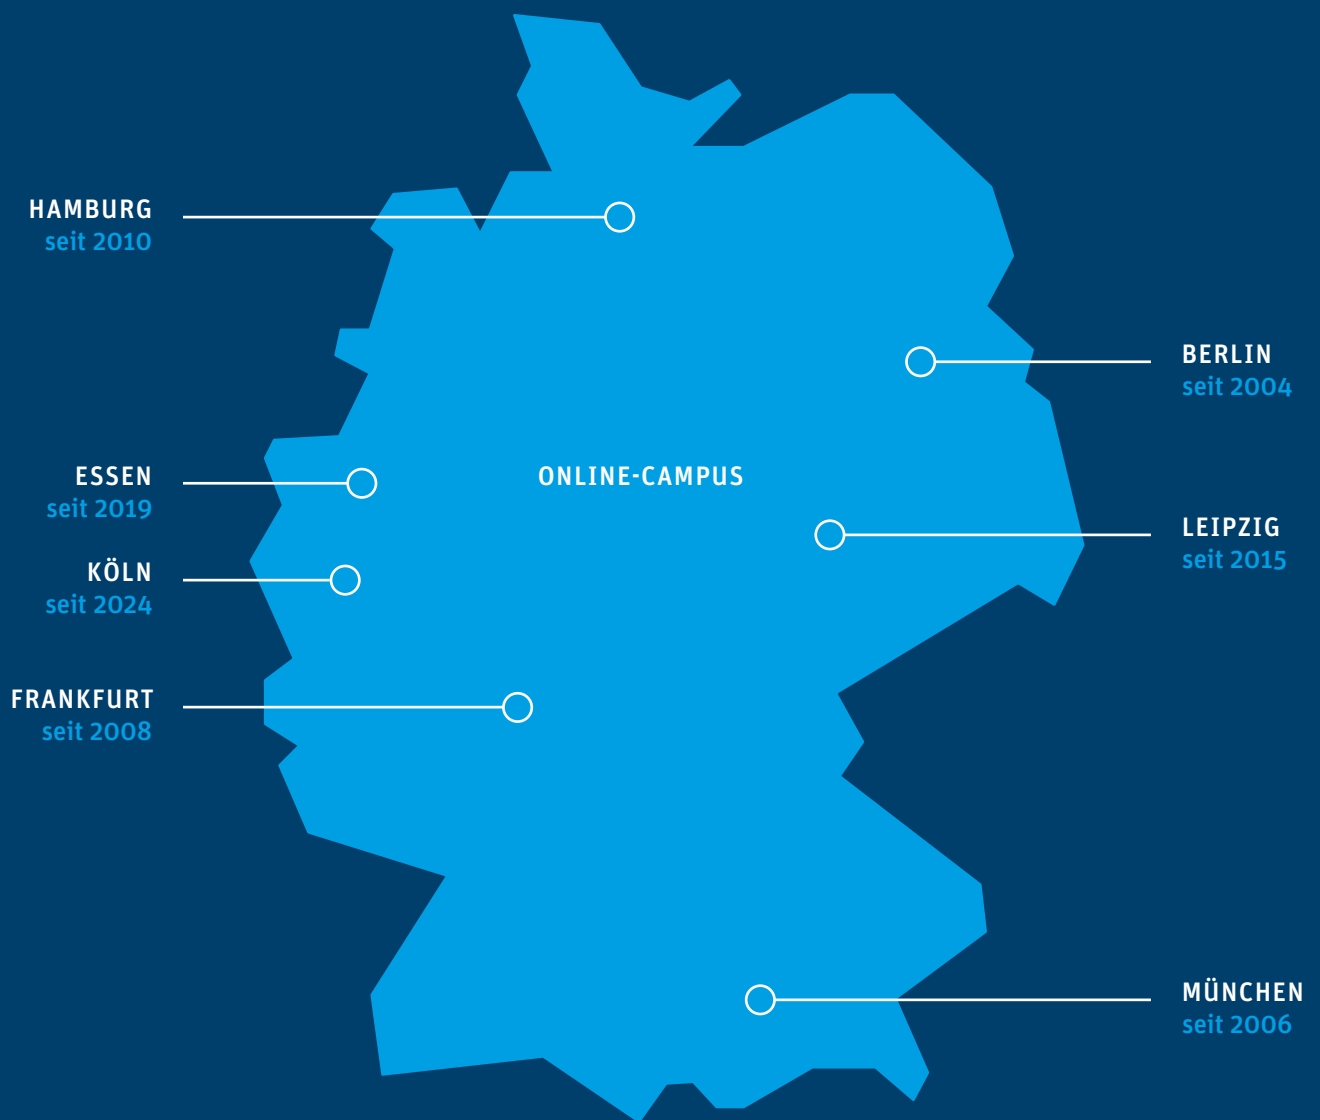 HAMBURG
seit 2010
BERLIN
seit 2004
ESSEN
seit 2019
ONLINE-CAMPUS
LEIPZIG
seit 2015
KÖLN
seit 2024
FRANKFURT
seit 2008
MÜNCHEN
seit 2006